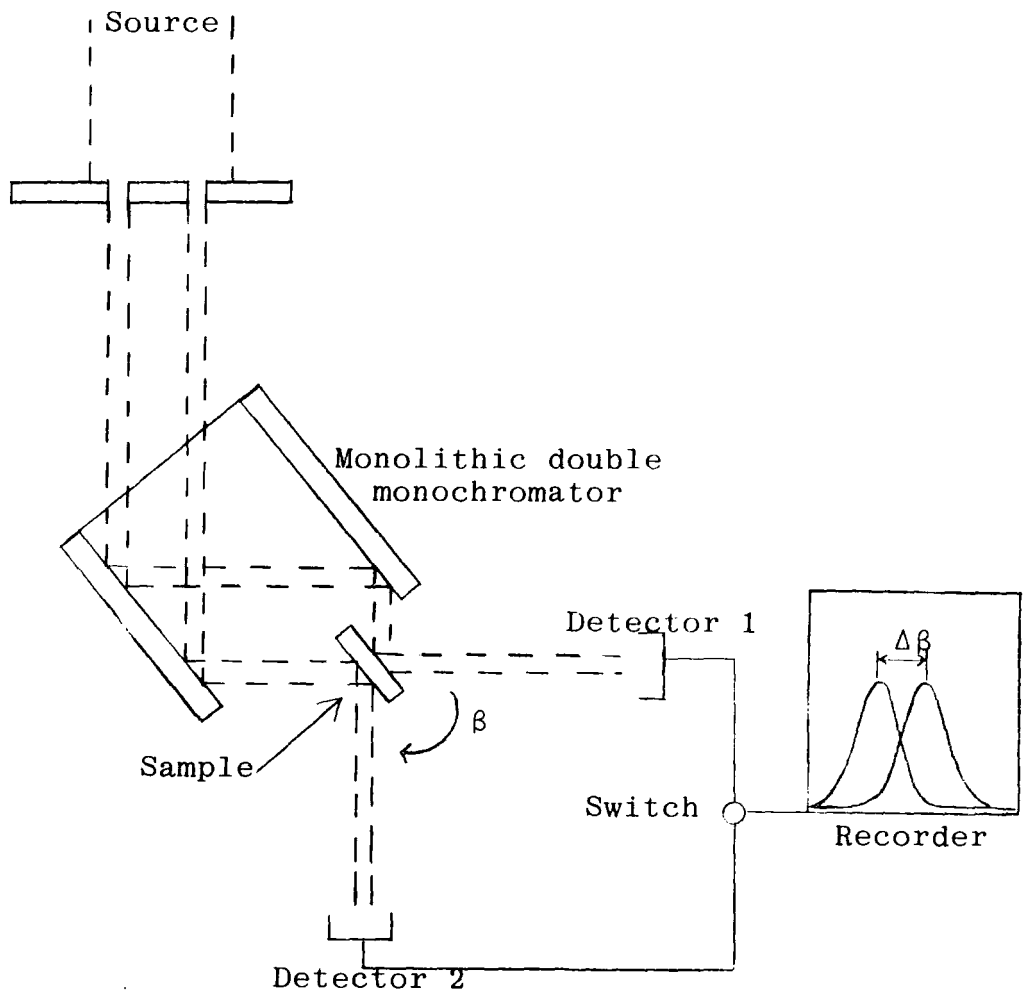 Source
Monolithic double
monochromator
Detector 1
Δβ
β
Sample
Switch
Recorder
Detector 2